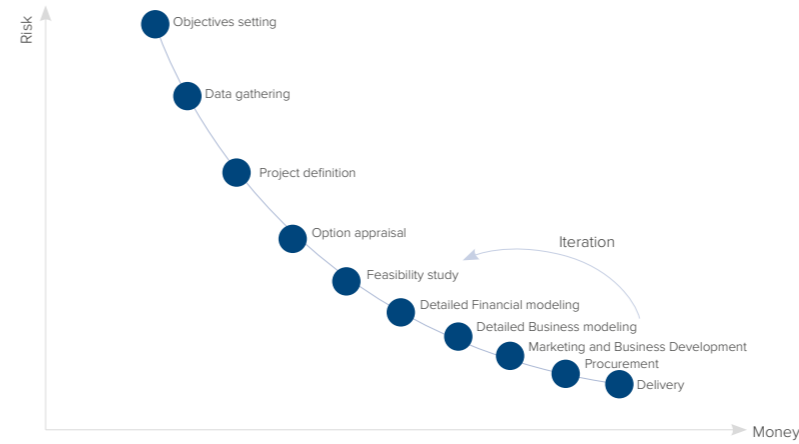 Risk
Objectives setting
Data gathering
Project definition
Option appraisal
Iteration
Feasibility study
Detailed Financial modeling
Detailed Business modeling
Marketing and Business Development
Procurement
Delivery
Money